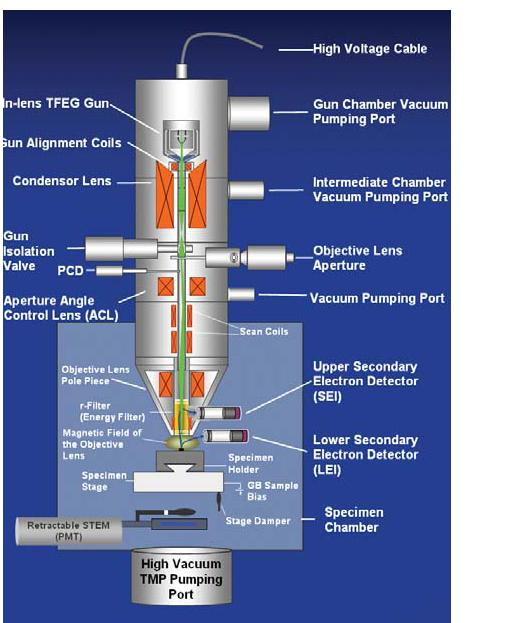 High Voltage Cable
In-lens TFEG Gun
Gun Chamber Vacuum
Pumping Port
Gun Alignment Coils
Condensor Lens
Intermediate Chamber
Vacuum Pumping Port
Gun
Isolation
Valve
Objective Lens
Aperture
PCD
Aperture Angle
Control Lens (ACL)
Vacuum Pumping Port
Scan Coils
Objective Lens
Pole Piece
Upper Secondary
Electron Detector
(SEI)
r-Filter
(Energy Filter)
Magnetic Field of
the Objective
Lens
Lower Secondary
Electron Detector
(LEI)
Specimen
Holder
Specimen
Stage
GB Sample
Bias
Stage Damper
Specimen
Chamber
Retractable STEM
(PMT)
High Vacuum
TMP Pumping
Port